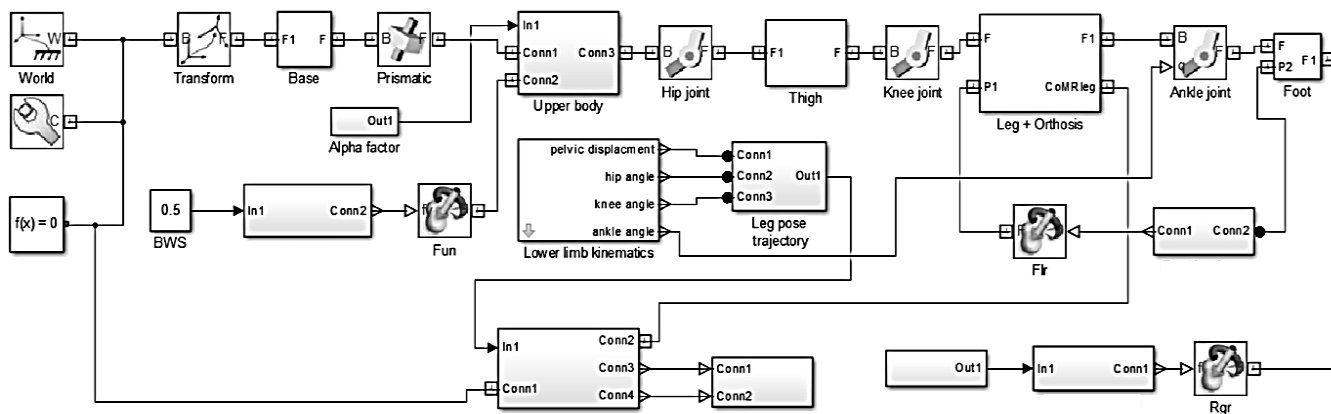 W
World
B F
Transform
F1 F
Base
B F
Prismatic
In1
Conn1
Conn2
Conn3
Upper body
B F
Hip joint
F1 F
Thigh
B F
Knee joint
F
P1
F1
CoMRleg
Leg + Orthosis
B F
q
Ankle joint
F
P2
F1
Foot
C
Out1
Alpha factor
f(x) = 0
0.5
BWS
In1 Conn2
f
Fun
pelvic displacment
hip angle
knee angle
ankle angle
Lower limb kinematics
Conn1
Conn2
Conn3
Out1
Leg pose
trajectory
F
Flr
Conn1 Conn2
In1
Conn1
Conn2
Conn3
Conn4
Conn1
Conn2
Out1
In1 Conn1
f
Rgr